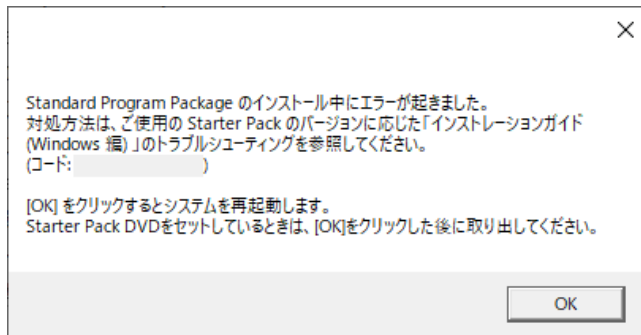 Standard Program Package のインストール中にエラーが起きました。
対処方法は、ご使用の Starter Pack のバージョンに応じた「インストレーションガイド
(Windows 編) 」のトラブルシューティングを参照してください。
(コード: )
[OK] をクリックするとシステムを再起動します。
Starter Pack DVDをセットしているときは、[OK]をクリックした後に取り出してください。
OK